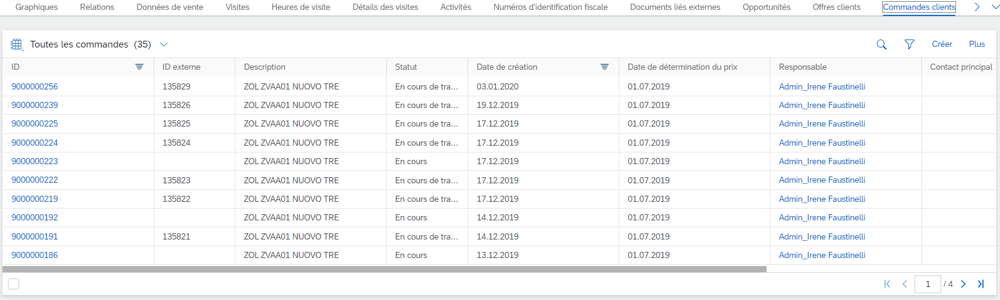 Graphiques Relations Données de vente Visites Heures de visite Détails des visites Activités Numéros d'identification fiscale Documents liés externes Opportunités Offres clients Commandes clients
Toutes les commandes (35) Créer Plus
ID ID externe Description Statut Date de création Date de détermination du prix Responsable Contact principal
9000000256 135829 ZOL ZVAA01 NUOVO TRE En cours de tra... 03.01.2020 01.07.2019 Admin_Irene Faustinelli
9000000239 135826 ZOL ZVAA01 NUOVO TRE En cours de tra... 19.12.2019 01.07.2019 Admin_Irene Faustinelli
9000000225 135825 ZOL ZVAA01 NUOVO TRE En cours de tra... 17.12.2019 01.07.2019 Admin_Irene Faustinelli
9000000224 135824 ZOL ZVAA01 NUOVO TRE En cours de tra... 17.12.2019 01.07.2019 Admin_Irene Faustinelli
9000000223 ZOL ZVAA01 NUOVO TRE En cours 17.12.2019 01.07.2019 Admin_Irene Faustinelli
9000000222 135823 ZOL ZVAA01 NUOVO TRE En cours de tra... 17.12.2019 01.07.2019 Admin_Irene Faustinelli
9000000219 135822 ZOL ZVAA01 NUOVO TRE En cours de tra... 17.12.2019 01.07.2019 Admin_Irene Faustinelli
9000000192 ZOL ZVAA01 NUOVO TRE En cours 14.12.2019 01.07.2019 Admin_Irene Faustinelli
9000000191 135821 ZOL ZVAA01 NUOVO TRE En cours de tra... 14.12.2019 01.07.2019 Admin_Irene Faustinelli
9000000186 ZOL ZVAA01 NUOVO TRE En cours 13.12.2019 01.07.2019 Admin_Irene Faustinelli
1 / 4